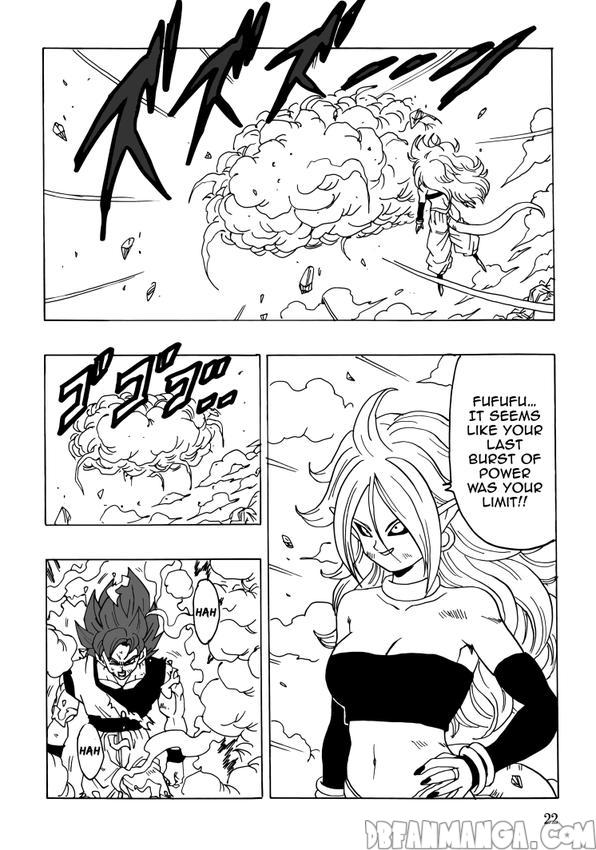 ズズズ———ン
FUFUFU...
IT SEEMS
LIKE YOUR
LAST
BURST OF
POWER
WAS YOUR
LIMIT!!
ゴゴゴ...
HAH
HAH
22
DBFANMANGA.COM